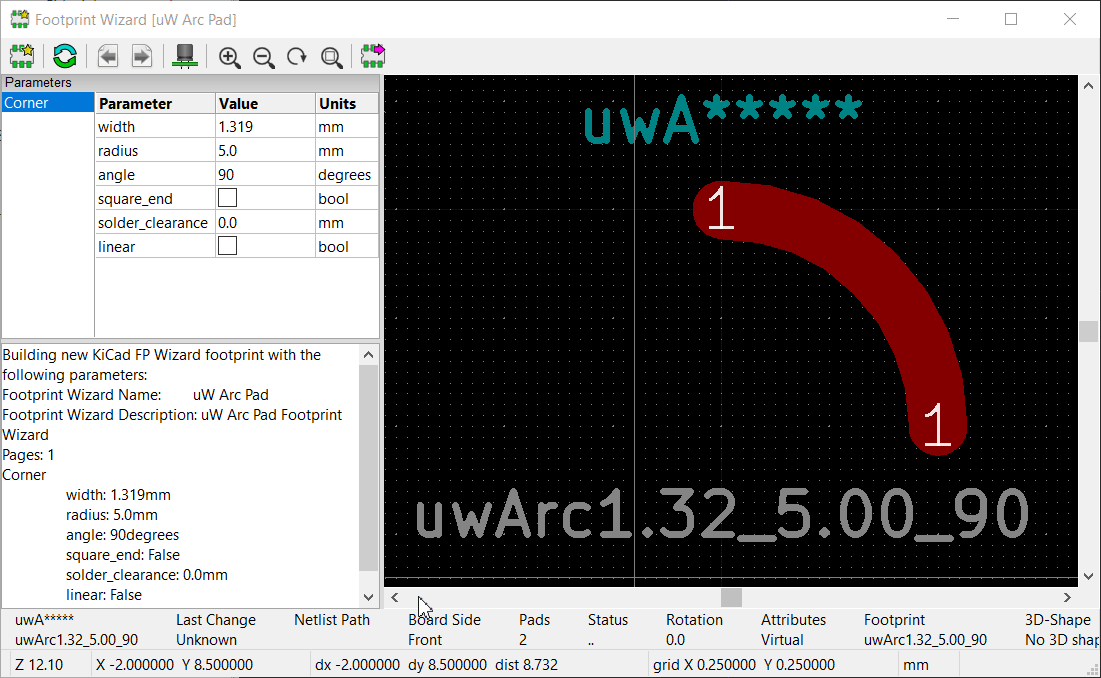 Footprint Wizard [uW Arc Pad]
Parameters
Corner
Parameter Value Units
width 1.319 mm
radius 5.0 mm
angle 90 degrees
square_end bool
solder_clearance 0.0 mm
linear bool
uwA*****
1
1
uwArc1.32_5.00_90
Building new KiCad FP Wizard footprint with the
following parameters:
Footprint Wizard Name: uW Arc Pad
Footprint Wizard Description: uW Arc Pad Footprint
Wizard
Pages: 1
Corner
width: 1.319mm
radius: 5.0mm
angle: 90degrees
square_end: False
solder_clearance: 0.0mm
linear: False
uwA***** Last Change Netlist Path Board Side Pads Status Rotation Attributes Footprint 3D-Shape
uwArc1.32_5.00_90 Unknown Front 2 .. 0.0 Virtual uwArc1.32_5.00_90 No 3D shap
Z 12.10 X -2.000000 Y 8.500000 dx -2.000000 dy 8.500000 dist 8.732 grid X 0.250000 Y 0.250000 mm